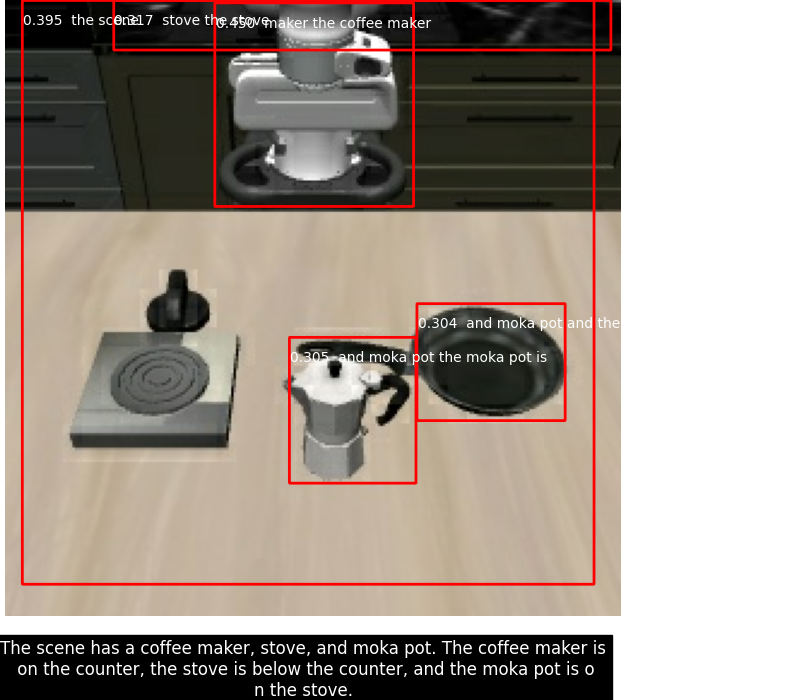 0.395 the scene
0.317 stove the stove
0.450 maker the coffee maker
0.304 and moka pot and the
0.305 and moka pot the moka pot is
The scene has a coffee maker, stove, and moka pot. The coffee maker is
on the counter, the stove is below the counter, and the moka pot is o
n the stove.